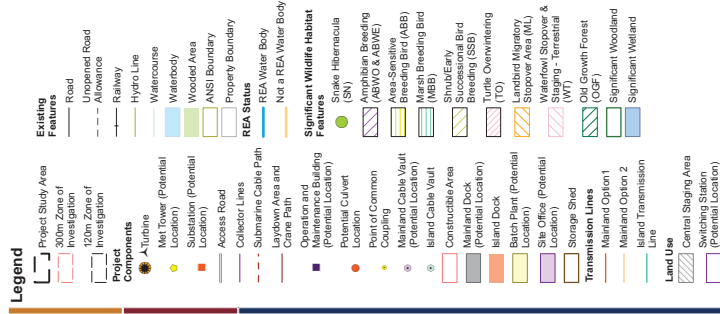 Legend
Project Study Area
300m Zone of
Investigation
120m Zone of
Investigation
Project
Components
Turbine
Met Tower (Potential
Location)
Substation (Potential
Location)
Access Road
Collector Lines
Submarine Cable Path
Laydown Area and
Crane Path
Operation and
Maintenance Building
(Potential Location)
Potential Culvert
Location
Point of Common
Coupling
Mainland Cable Vault
(Potential Location)
Island Cable Vault
Constructible Area
Mainland Dock
(Potential Location)
Island Dock
Batch Plant (Potential
Location)
Site Office (Potential
Location)
Storage Shed
Transmission Lines
Mainland Option1
Mainland Option 2
Island Transmission
Line
Land Use
Central Staging Area
Switching Station
(Potential Location)
Existing
Features
Road
Unopened Road
Allowance
Railway
Hydro Line
Watercourse
Waterbody
Wooded Area
ANSI Boundary
Property Boundary
REA Status
REA Water Body
Not a REA Water Body
Significant Wildlife Habitat
Features
Snake Hibernacula
(SN)
Amphibian Breeding
(ABWO & ABWE)
Area-Sensitive
Breeding Bird (ABB)
Marsh Breeding Bird
(MBB)
Shrub/Early
Successional Bird
Breeding (SSB)
Turtle Overwintering
(TO)
Landbird Migratory
Stopover Area (ML)
Waterfowl Stopover &
Staging - Terrestrial
(WT)
Old Growth Forest
(OGF)
Significant Woodland
Significant Wetland